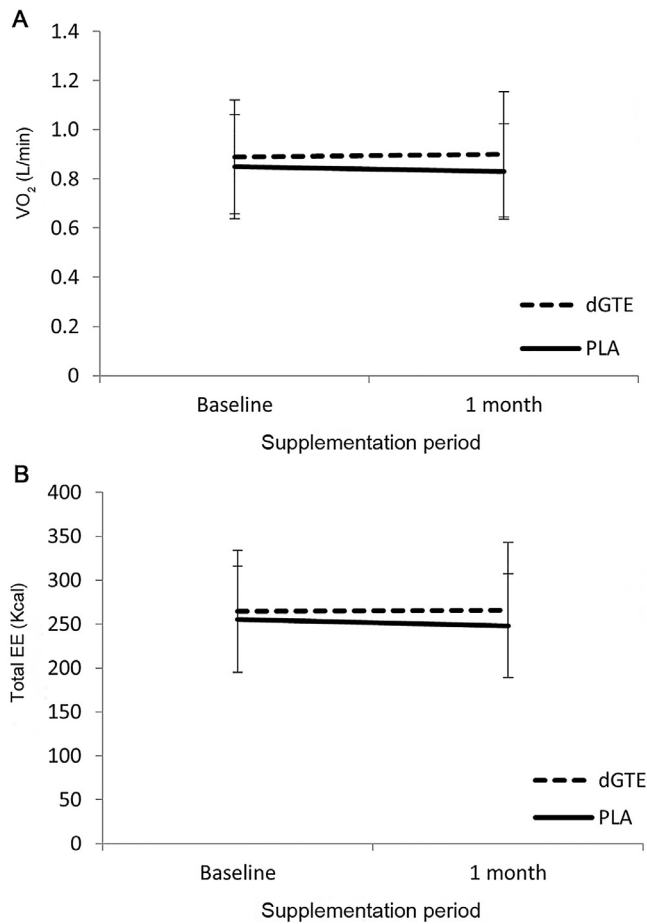 A
1.4
1.2
1.0
0.8
0.6
0.4
0.2
0
VO2 (L/min)
dGTE
PLA
Baseline 1 month
Supplementation period
B
400
350
300
250
200
150
100
50
0
Total EE (Kcal)
dGTE
PLA
Baseline 1 month
Supplementation period